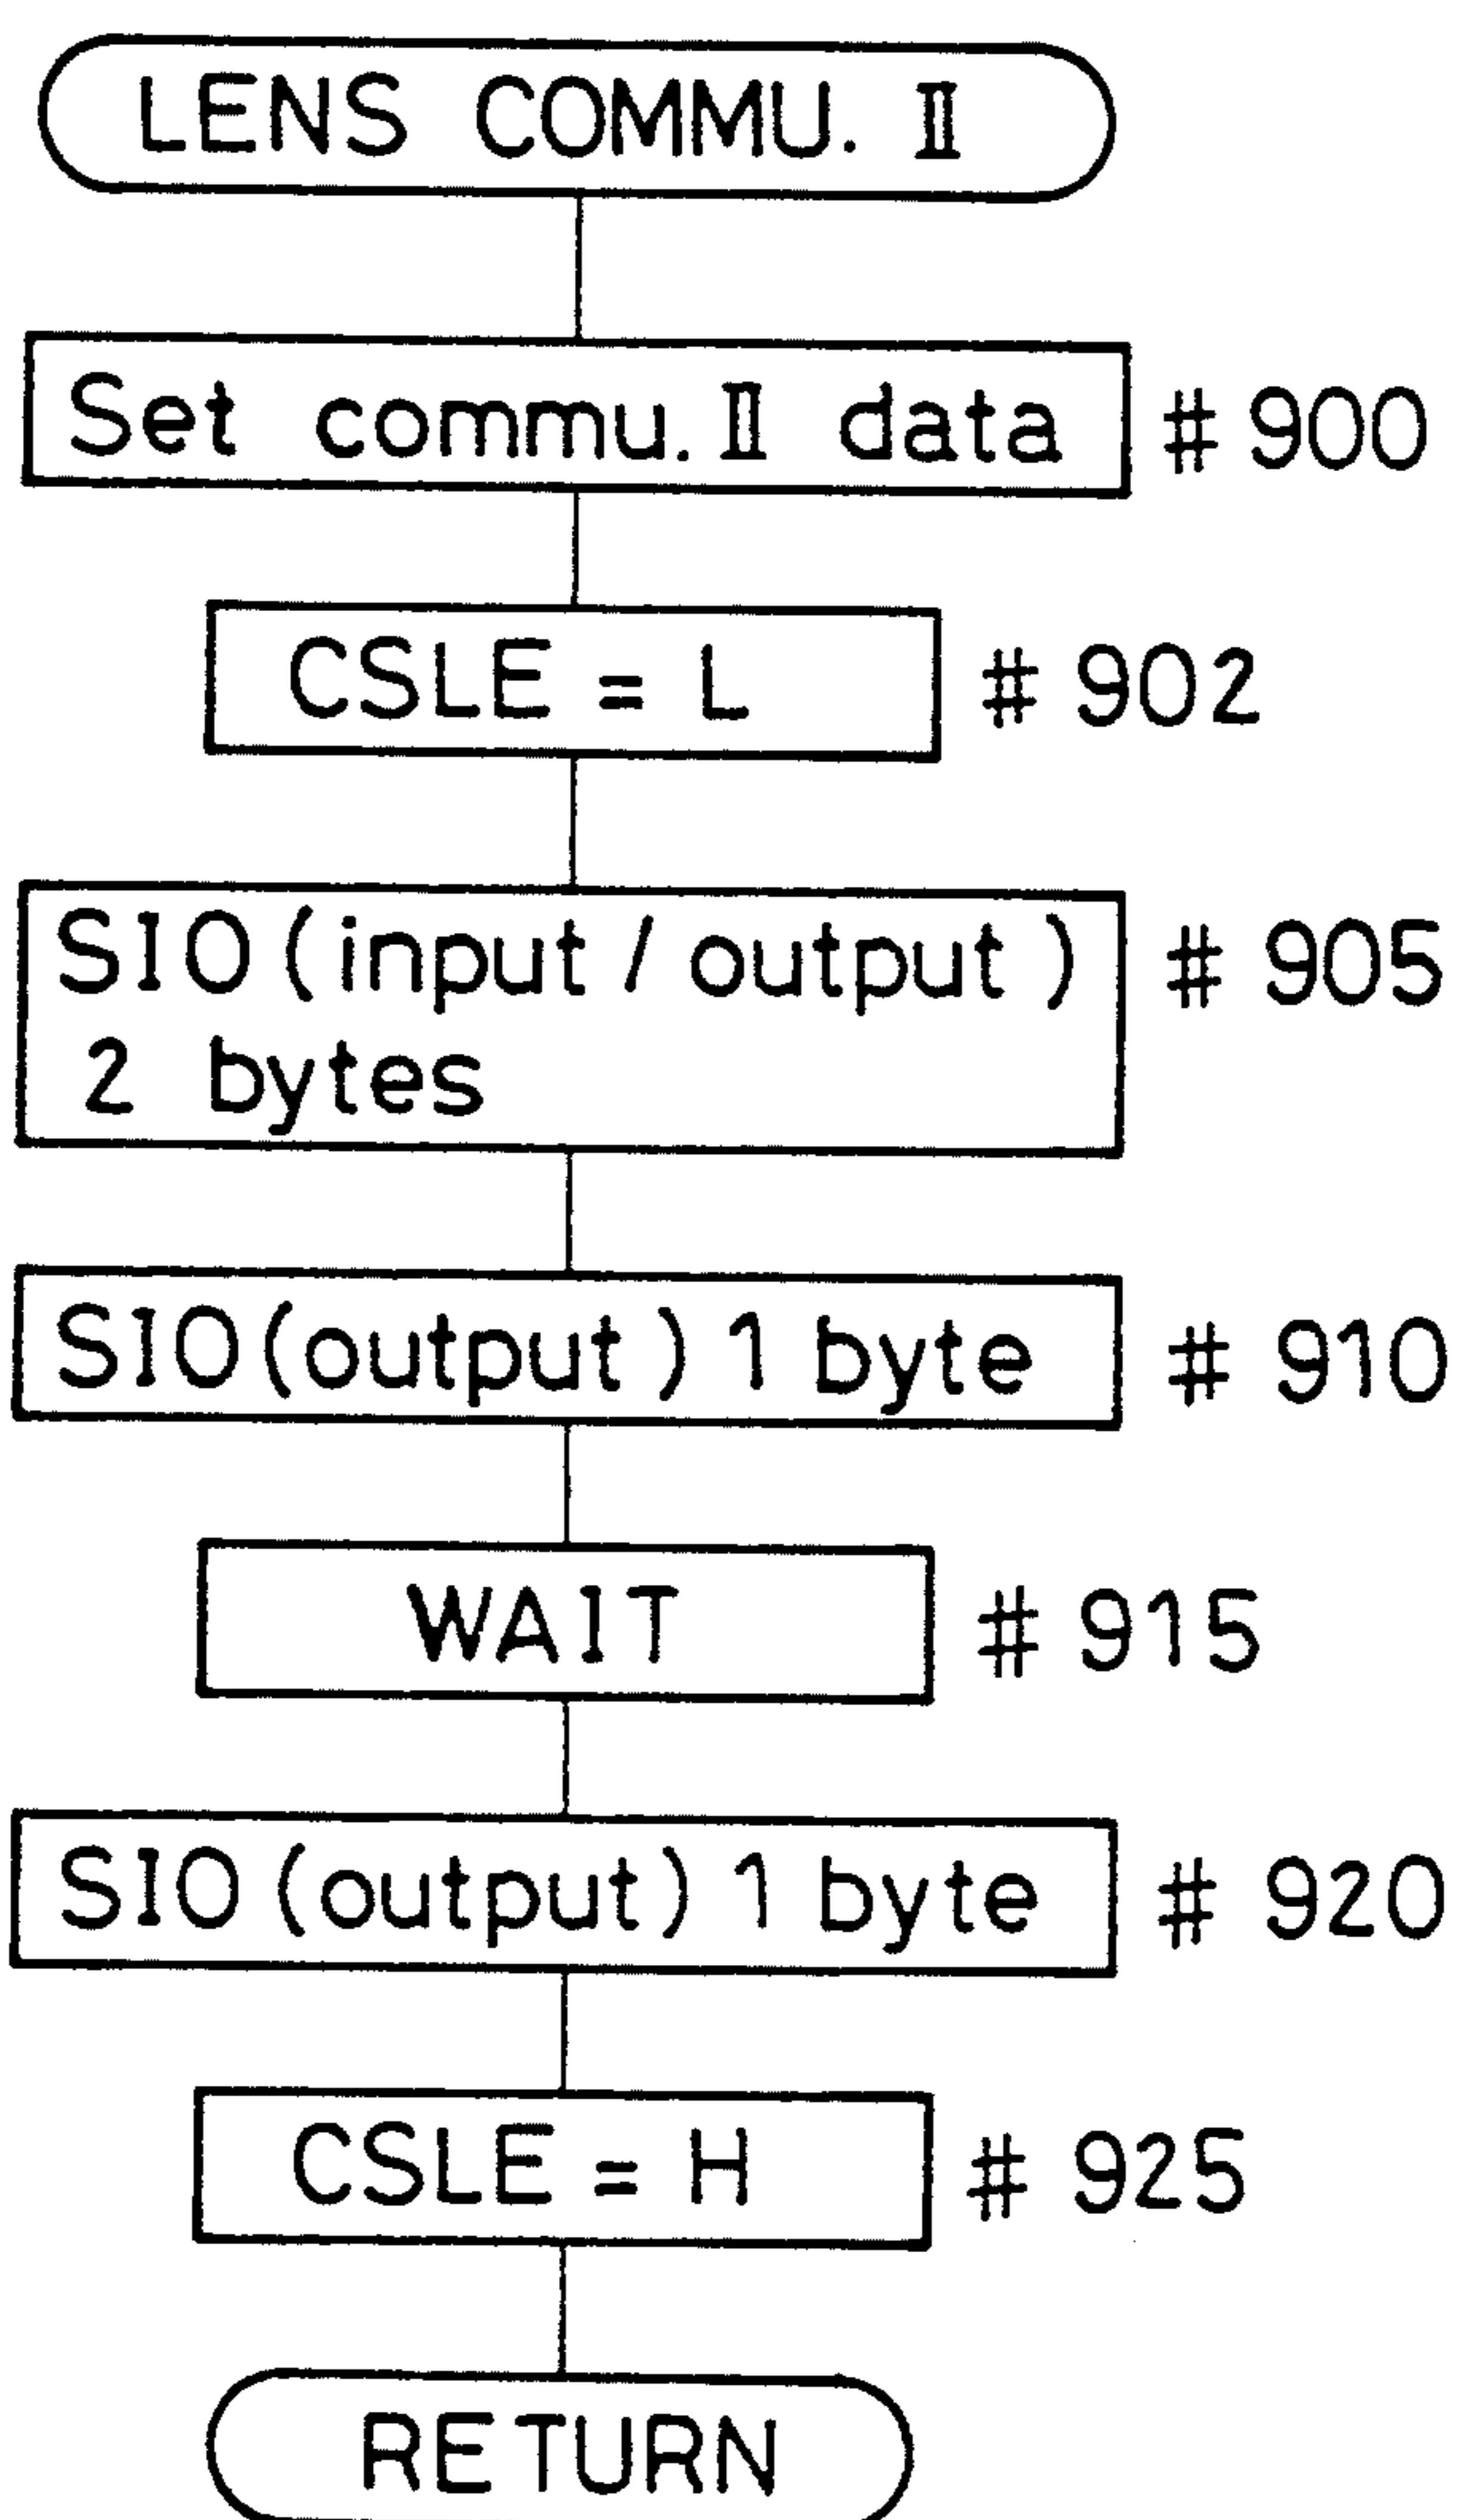 LENS COMMU. II
Set commu. II data #900
CSLE = L # 902
SIO (input / output) # 905
2 bytes
SIO (output) 1 byte # 910
WAIT # 915
SIO (output) 1 byte # 920
CSLE = H # 925
RETURN